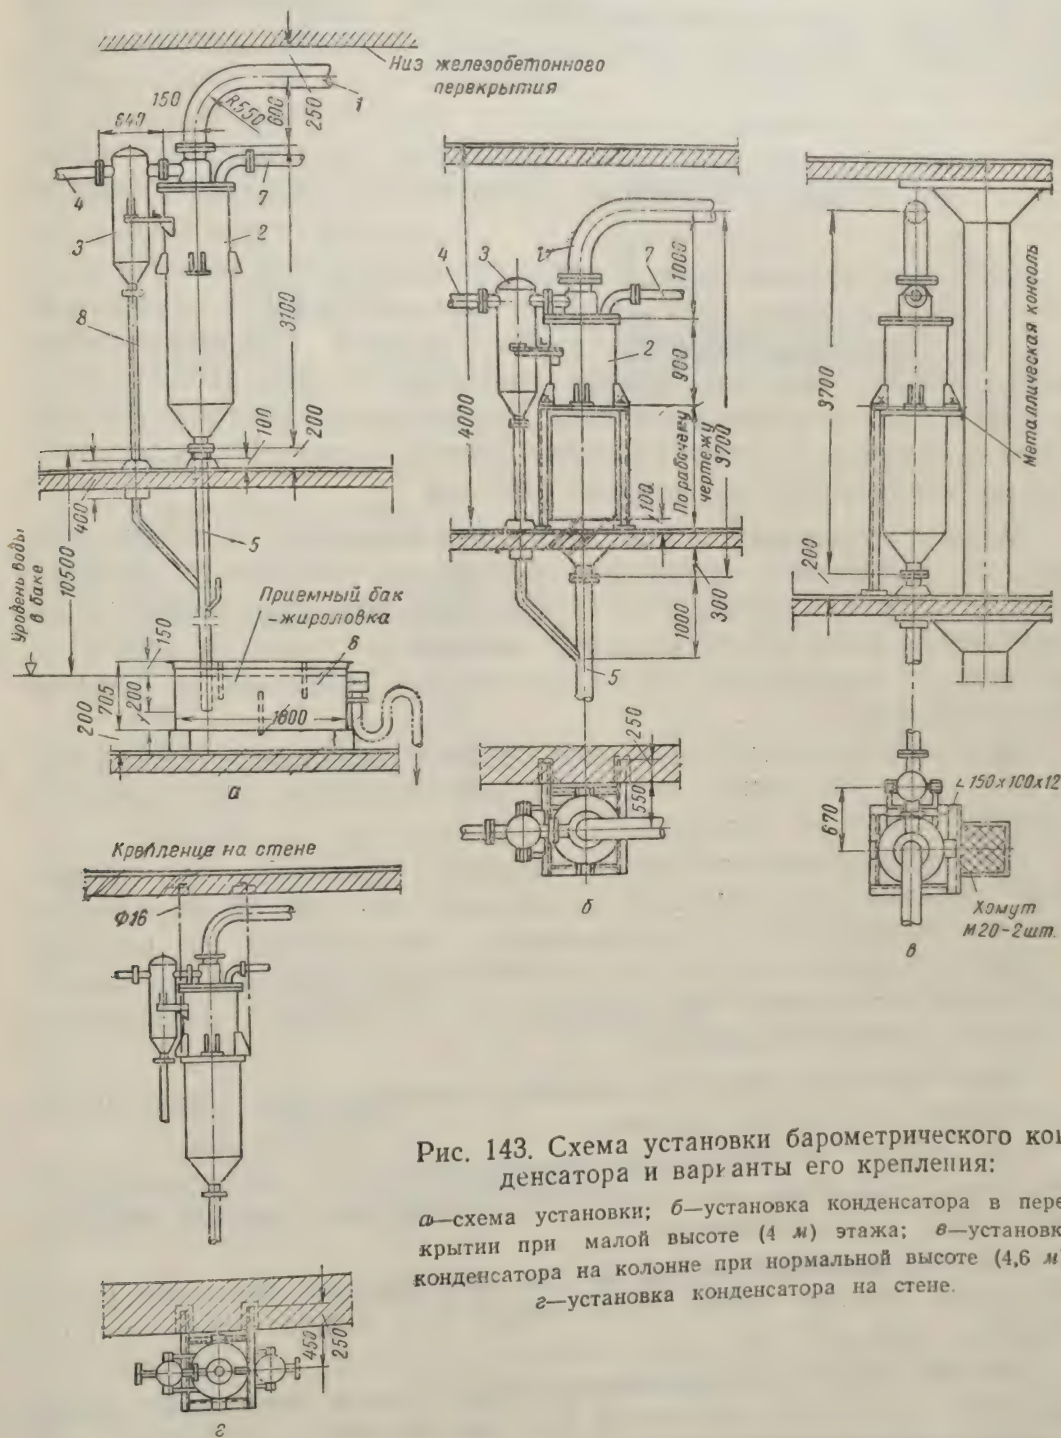 Низ железобетонного
перекрытия
150
640
R550
600
250
1
4
7
3
2
8
3100
100
200
400
10500
5
Уровень воды
в баке
Приемный бак
-жироловка
150
705
200
200
8
1800
а
4000
4
3
1
7
2
1000
900
По рабочему
чертежу
3700
100
1000
300
5
250
550
б
3700
200
Металлическая консоль
670
∟150х100х12
Хомут
М20-2шт.
в
Крепление на стене
Ф16
450
250
г
Рис. 143. Схема установки барометрического кон
денсатора и варианты его крепления:
а—схема установки; б—установка конденсатора в пере
крытии при малой высоте (4 м) этажа; в—установк
конденсатора на колонне при нормальной высоте (4,6 м
г—установка конденсатора на стене.